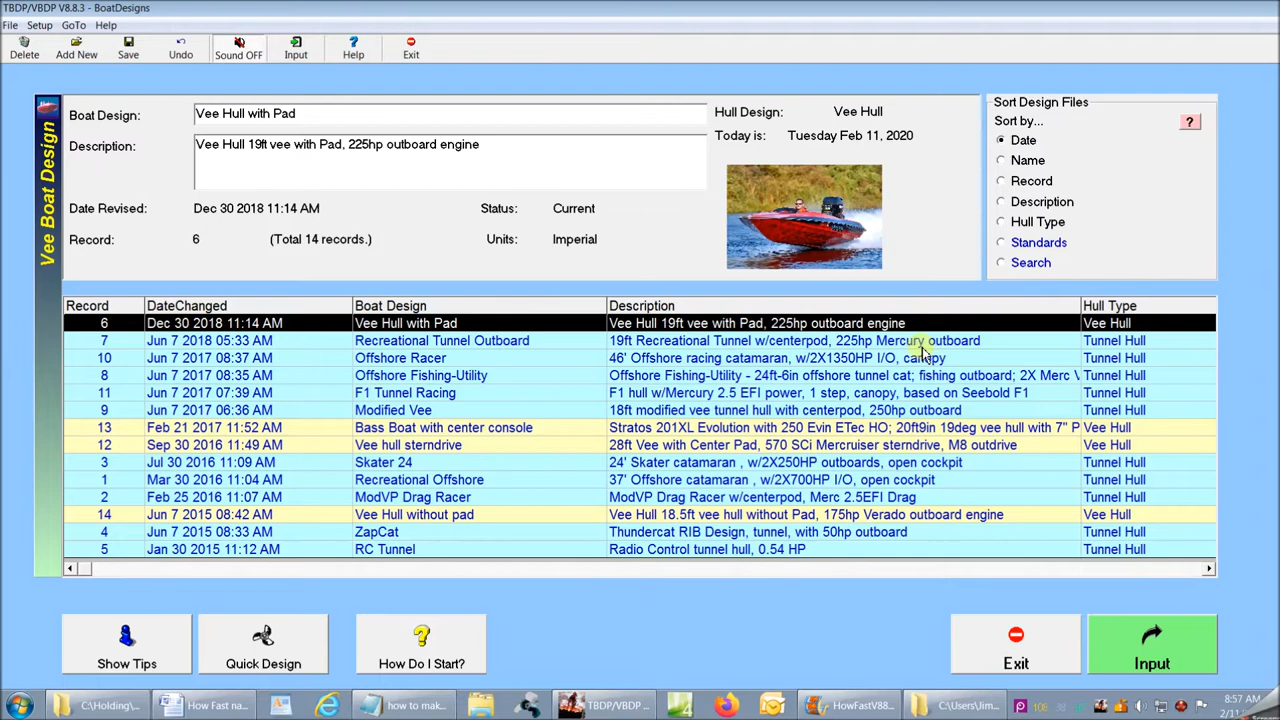 TBDP/VBDP V8.8.3 - BoatDesigns
File Setup GoTo Help
Delete Add New Save Undo Sound OFF Input Help Exit
Vee Boat Design
Boat Design: Vee Hull with Pad
Hull Design: Vee Hull
Description: Vee Hull 19ft vee with Pad, 225hp outboard engine
Today is: Tuesday Feb 11, 2020
Date Revised: Dec 30 2018 11:14 AM Status: Current
Record: 6 (Total 14 records.) Units: Imperial
Sort Design Files
Sort by... ?
Date
Name
Record
Description
Hull Type
Standards
Search
Record DateChanged Boat Design Description Hull Type
6 Dec 30 2018 11:14 AM Vee Hull with Pad Vee Hull 19ft vee with Pad, 225hp outboard engine Vee Hull
7 Jun 7 2018 05:33 AM Recreational Tunnel Outboard 19ft Recreational Tunnel w/centerpod, 225hp Mercury outboard Tunnel Hull
10 Jun 7 2017 08:37 AM Offshore Racer 46' Offshore racing catamaran, w/2X1350HP I/O, canopy Tunnel Hull
8 Jun 7 2017 08:35 AM Offshore Fishing-Utility Offshore Fishing-Utility - 24ft-6in offshore tunnel cat; fishing outboard; 2X Merc V Tunnel Hull
11 Jun 7 2017 07:39 AM F1 Tunnel Racing F1 hull w/Mercury 2.5 EFI power, 1 step, canopy, based on Seebold F1 Tunnel Hull
9 Jun 7 2017 06:36 AM Modified Vee 18ft modified vee tunnel hull with centerpod, 250hp outboard Tunnel Hull
13 Feb 21 2017 11:52 AM Bass Boat with center console Stratos 201XL Evolution with 250 Evin ETec HO; 20ft9in 19deg vee hull with 7" P Vee Hull
12 Sep 30 2016 11:49 AM Vee hull sterndrive 28ft Vee with Center Pad, 570 SCi Mercruiser sterndrive, M8 outdrive Vee Hull
3 Jul 30 2016 11:09 AM Skater 24 24' Skater catamaran , w/2X250HP outboards, open cockpit Tunnel Hull
1 Mar 30 2016 11:04 AM Recreational Offshore 37' Offshore catamaran , w/2X700HP I/O, open cockpit Tunnel Hull
2 Feb 25 2016 11:07 AM ModVP Drag Racer ModVP Drag Racer w/centerpod, Merc 2.5EFI Drag Tunnel Hull
14 Jun 7 2015 08:42 AM Vee Hull without pad Vee Hull 18.5ft vee hull without Pad, 175hp Verado outboard engine Vee Hull
4 Jun 7 2015 08:33 AM ZapCat Thundercat RIB Design, tunnel, with 50hp outboard Tunnel Hull
5 Jan 30 2015 11:12 AM RC Tunnel Radio Control tunnel hull, 0.54 HP Tunnel Hull
Show Tips Quick Design How Do I Start? Exit Input
C:\Holding\... How Fast na... how to mak... TBDP/VBDP ... HowFastV88... C:\Users\Jim... 8:57 AM